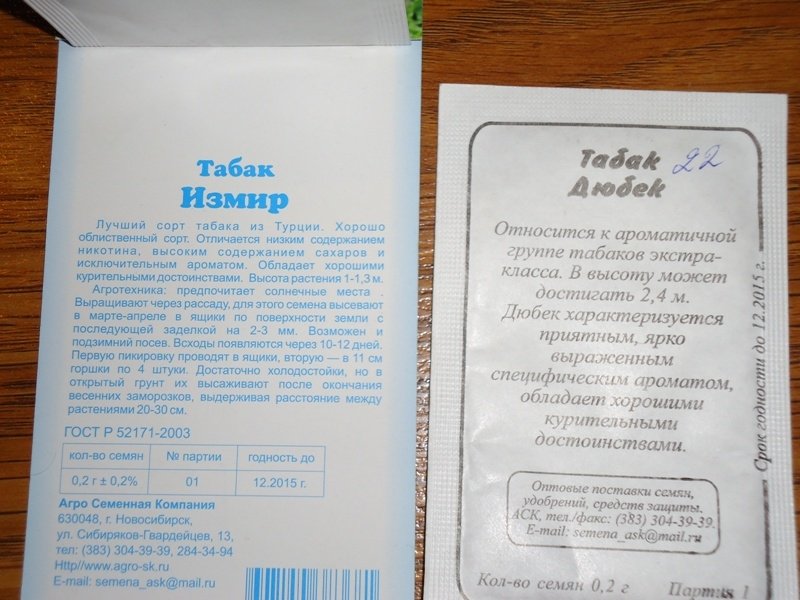 Табак
Измир
Лучший сорт табака из Турции. Хорошо
облиственный сорт. Отличается низким содержанием
никотина, высоким содержанием сахаров и
исключительным ароматом. Обладает хорошими
курительными достоинствами. Высота растения 1-1,3 м.
Агротехника: предпочитает солнечные места .
Выращивают через рассаду, для этого семена высевают
в марте-апреле в ящики по поверхности земли с
последующей заделкой на 2-3 мм. Возможен и
подзимний посев. Всходы появляются через 10-12 дней.
Первую пикировку проводят в ящики, вторую — в 11 см
горшки по 4 штуки. Достаточно холодостойки, но в
открытый грунт их высаживают после окончания
весенних заморозков, выдерживая расстояние между
растениями 20-30 см.
ГОСТ Р 52171-2003
кол-во семян № партии годность до
0,2 г ± 0,2% 01 12.2015 г.
Агро Семенная Компания
630048, г. Новосибирск,
ул. Сибиряков-Гвардейцев, 13,
тел: (383) 304-39-39, 284-34-94
Http//www.agro-sk.ru
E-mail: semena_ask@mail.ru
Табак 22
Дюбек
Относится к ароматичной
группе табаков экстра-
класса. В высоту может
достигать 2,4 м.
Дюбек характеризуется
приятным, ярко
выраженным
специфическим ароматом,
обладает хорошими
курительными
достоинствами.
Срок годности до 12.2015 г.
Оптовые поставки семян,
удобрений, средств защиты.
АСК, тел./факс: (383) 304-39-39.
E-mail: semena_ask@mail.ru
Кол-во семян 0,2 г Партия 1